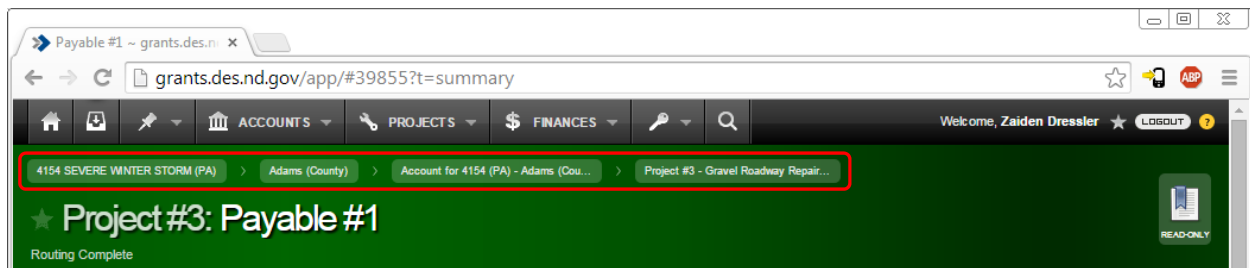 Payable #1 ~ grants.des.n
grants.des.nd.gov/app/#39855?t=summary
ABP
ACCOUNTS PROJECTS $ FINANCES Welcome, Zaiden Dressler LOGOUT ?
4154 SEVERE WINTER STORM (PA) > Adams (County) > Account for 4154 (PA) - Adams (Cou... > Project #3 - Gravel Roadway Repair...
Project #3: Payable #1
READ-ONLY
Routing Complete